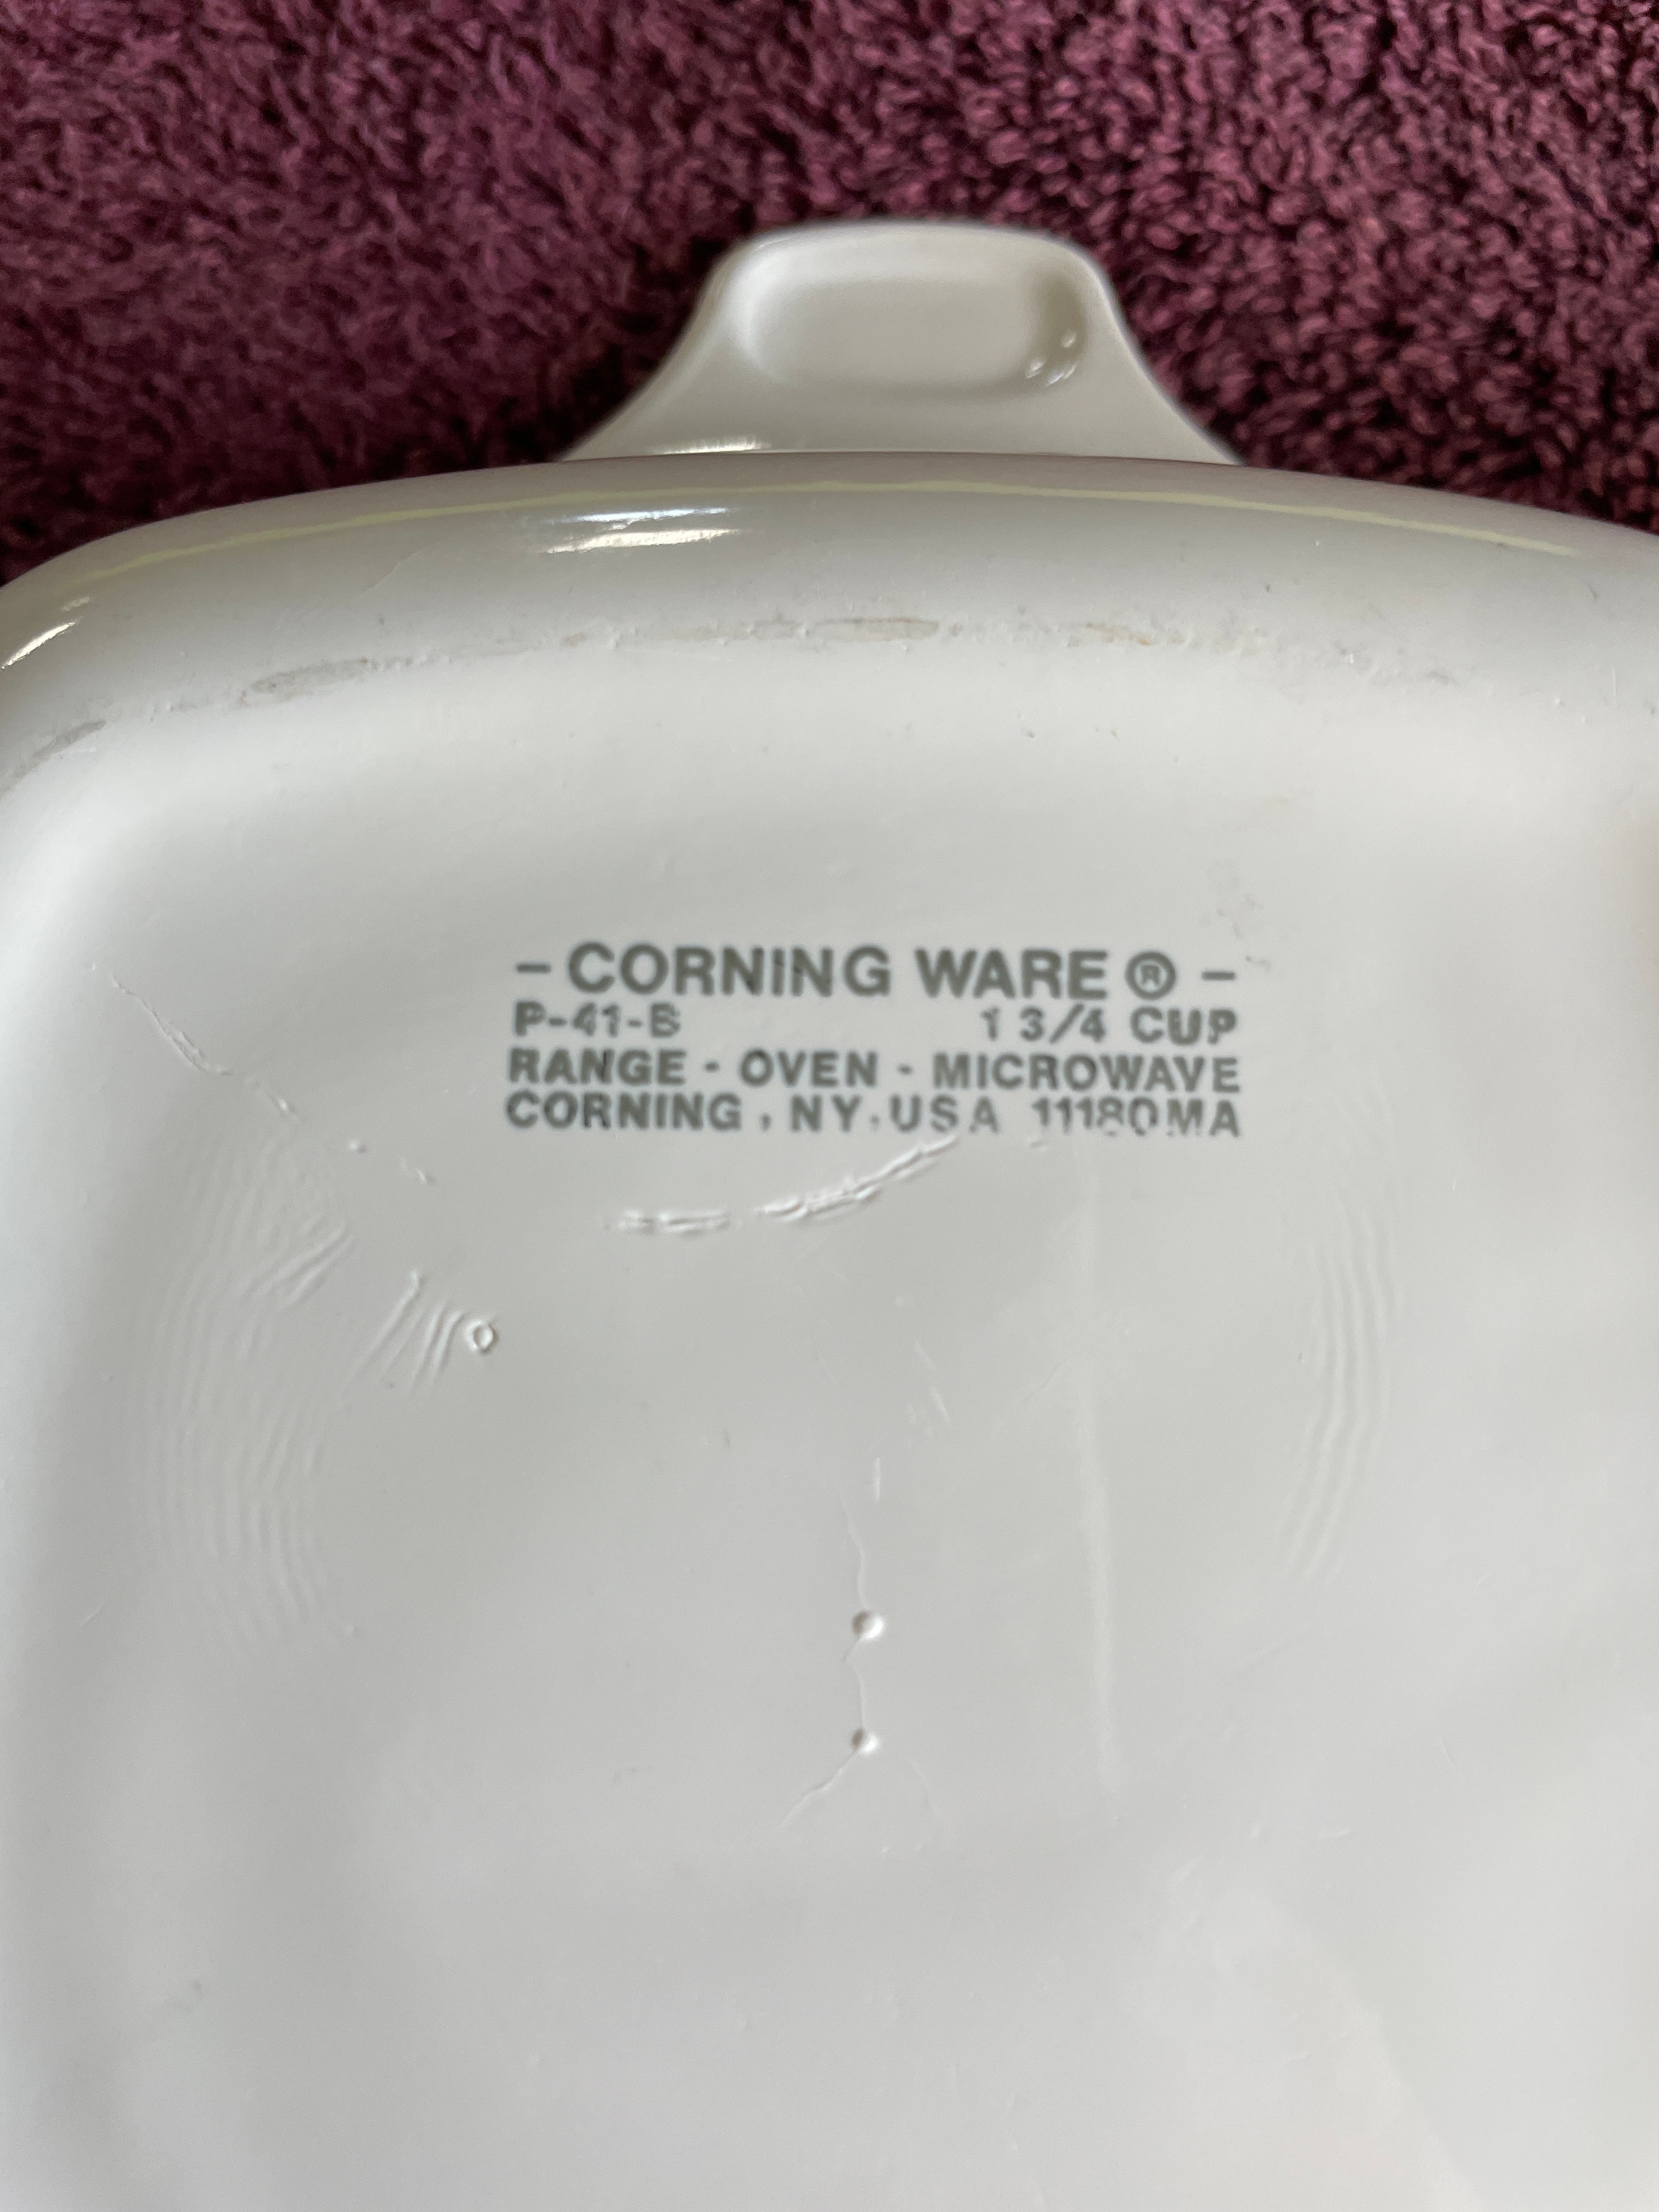 - CORNING WARE ® -
P-41-B 1 3/4 CUP
RANGE - OVEN - MICROWAVE
CORNING , NY , USA 11180MA